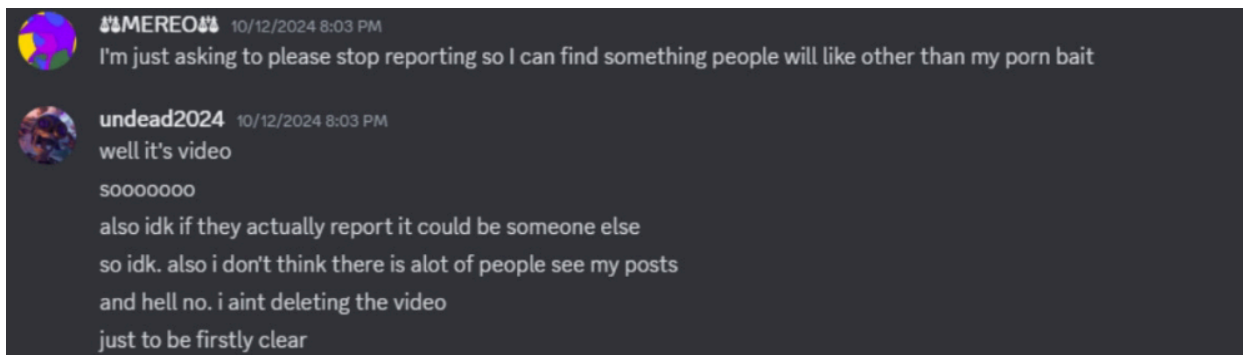 ⚖⚖MEREO⚖⚖ 10/12/2024 8:03 PM
I'm just asking to please stop reporting so I can find something people will like other than my porn bait
undead2024 10/12/2024 8:03 PM
well it's video
sooooooo
also idk if they actually report it could be someone else
so idk. also i don't think there is alot of people see my posts
and hell no. i aint deleting the video
just to be firstly clear